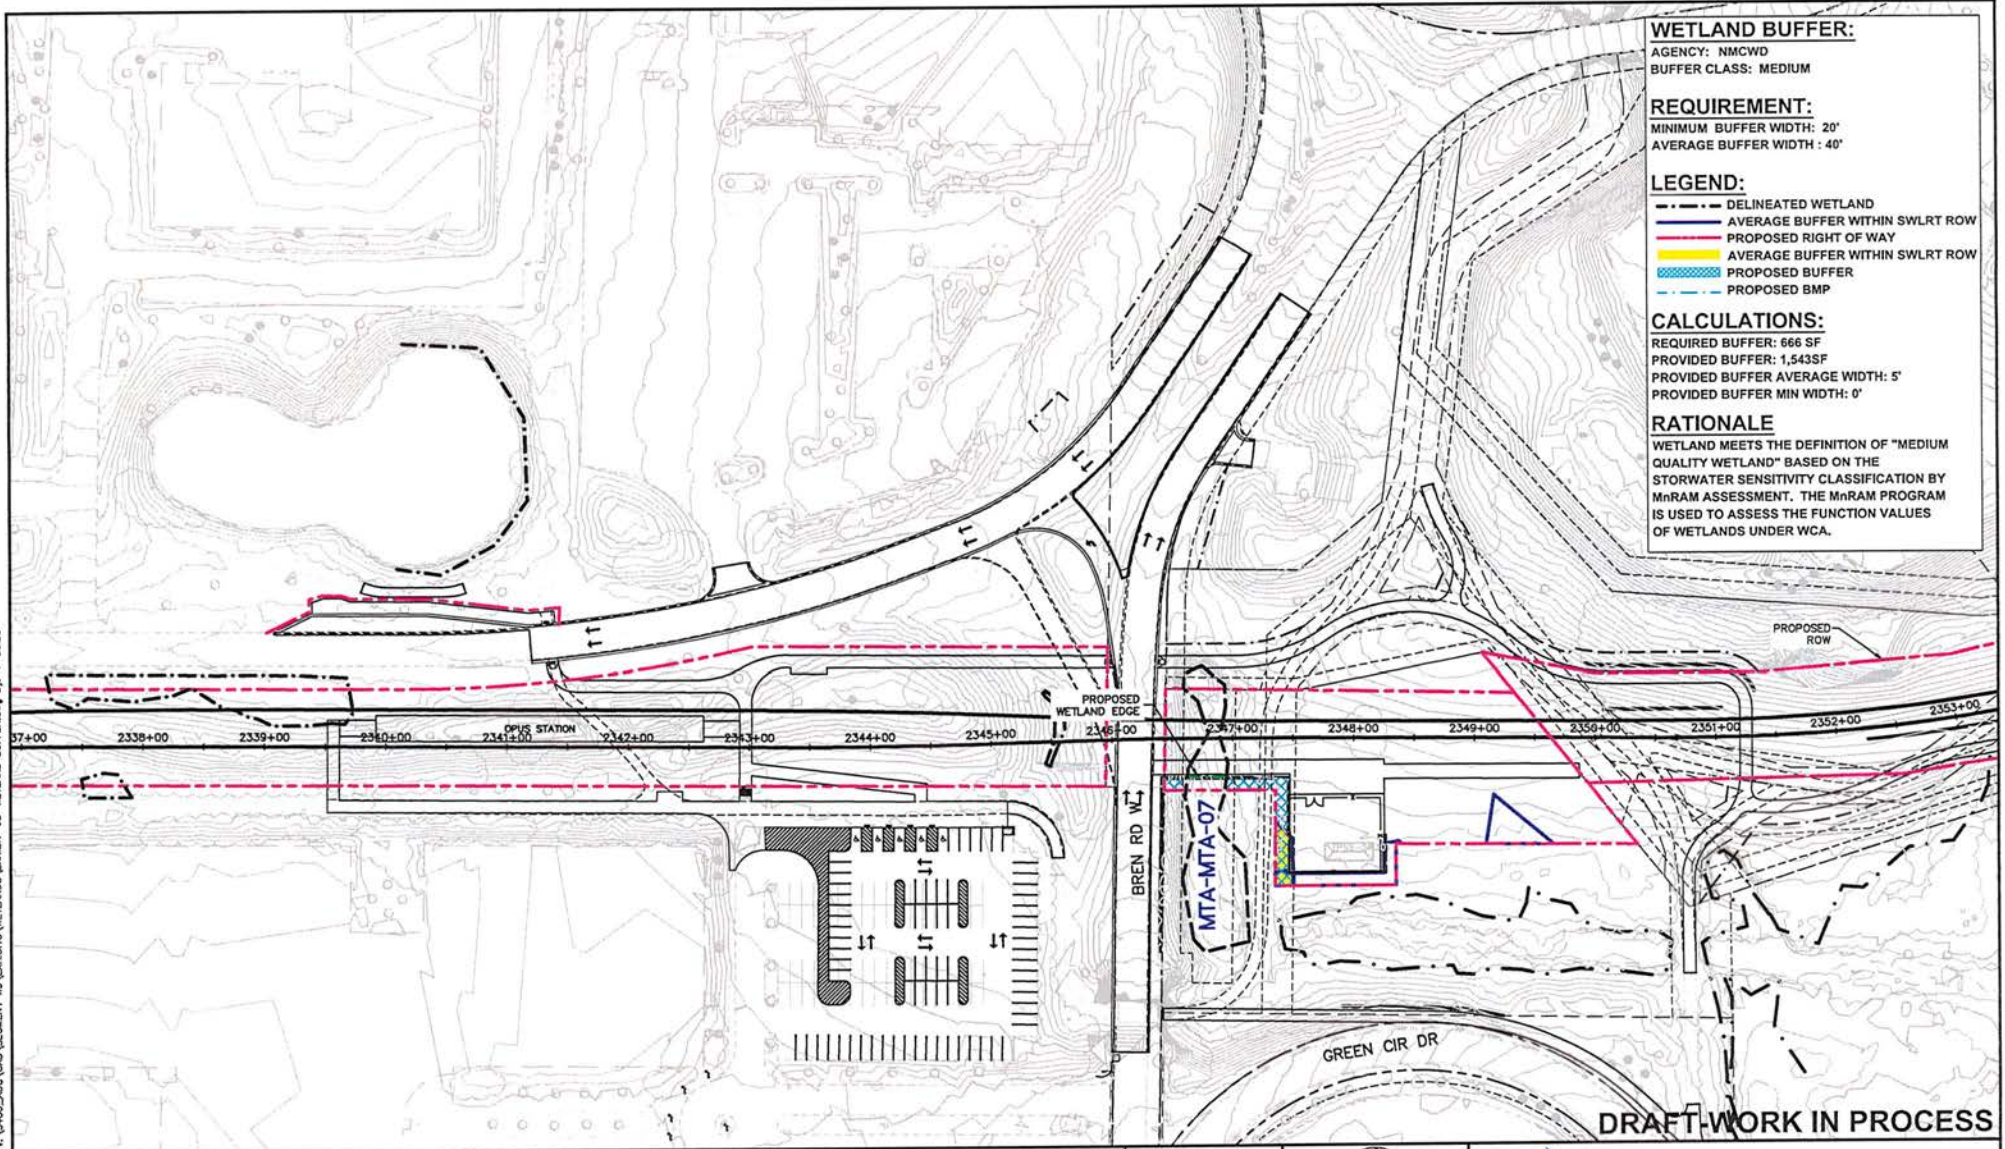 WETLAND BUFFER:
AGENCY: NMCWD
BUFFER CLASS: MEDIUM
REQUIREMENT:
MINIMUM BUFFER WIDTH: 20'
AVERAGE BUFFER WIDTH : 40'
LEGEND:
DELINEATED WETLAND
AVERAGE BUFFER WITHIN SWLRT ROW
PROPOSED RIGHT OF WAY
AVERAGE BUFFER WITHIN SWLRT ROW
PROPOSED BUFFER
PROPOSED BMP
CALCULATIONS:
REQUIRED BUFFER: 666 SF
PROVIDED BUFFER: 1,543SF
PROVIDED BUFFER AVERAGE WIDTH: 5'
PROVIDED BUFFER MIN WIDTH: 0'
RATIONALE
WETLAND MEETS THE DEFINITION OF "MEDIUM
QUALITY WETLAND" BASED ON THE
STORWATER SENSITIVITY CLASSIFICATION BY
MnRAM ASSESSMENT. THE MnRAM PROGRAM
IS USED TO ASSESS THE FUNCTION VALUES
OF WETLANDS UNDER WCA.
PROPOSED
ROW
PROPOSED
WETLAND EDGE
OPUS STATION
37+00 2338+00 2339+00 2340+00 2341+00 2342+00 2343+00 2344+00 2345+00 2346+00 2347+00 2348+00 2349+00 2350+00 2351+00 2352+00 2353+00
BREN RD W
MTA-MTA-07
GREEN CIR DR
DRAFT-WORK IN PROCESS